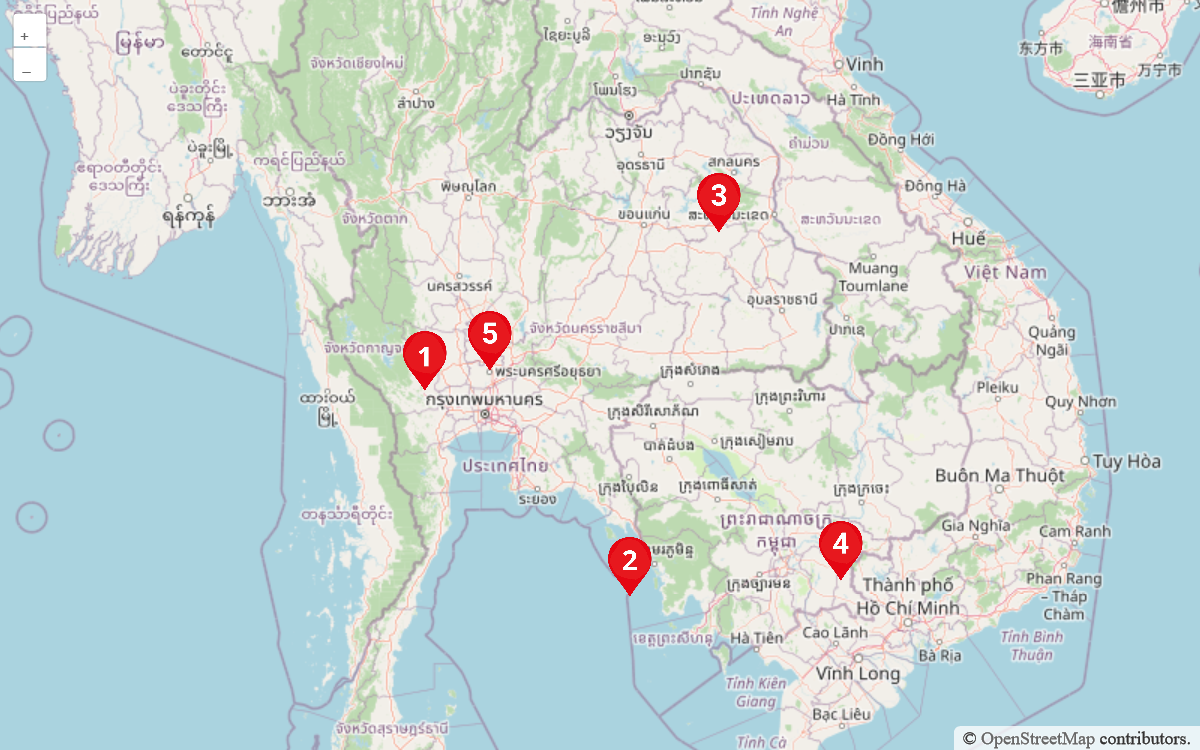 +
–
ပြည်နယ်
မြန်မာ
တောင်ငူ
ပဲခူးတိုင်း
ဒေသကြီး
ပဲခူးမြို့
ဧရာဝတီတိုင်း
ဒေသကြီး
ရန်ကုန်
ကရင်ပြည်နယ်
ဘားအံ
จังหวัดเชียงใหม่
ลำปาง
พิษณุโลก
จังหวัดตาก
ໄຊຍະບູລີ
ປາກຊັນ
ໂພນໂຮງ
ວຽງຈັນ
ປະເທດລາວ
ຄຳມ່ວນ
Tỉnh Nghệ
An
Vinh
Hà Tĩnh
Đồng Hới
Đông Hà
Huế
Việt Nam
东方市
儋州市
海南省
万宁市
三亚市
อุดรธานี
สกลนคร
ขอนแก่น
ສະຫວັນນະເຂດ
ສະຫວັນນະເຂດ
3
Muang
Toumlane
ປາກເຊ
นครสวรรค์
อุบลราชธานี
จังหวัดนครราชสีมา
จังหวัดกาญจ
5
1
พระนครศรีอยุธยา
กรุงเทพมหานคร
ထားဝယ်
မြို့
ប្រទេសไทย
ระยอง
တနင်္သာရီတိုင်း
ក្រុងសំរោង
ក្រុងព្រះវិហារ
ក្រុងសិរីសោភ័ណ
បាត់ដំបង
ក្រុងសៀមរាប
ក្រុងប៉ៃលិន
ក្រុងពោធិ៍សាត់
ក្រុងក្រចេះ
ព្រះរាជាណាចក្រ
កម្ពុជា
4
2
មរភូមិន្ទ
ក្រុងច្បារមន
ខេត្តព្រះសីហនុ
Quảng
Ngãi
Pleiku
Quy Nhơn
Tuy Hòa
Buôn Ma Thuột
Gia Nghĩa
Cam Ranh
Phan Rang
– Tháp
Chàm
Thành phố
Hồ Chí Minh
Tỉnh Bình
Thuận
Hà Tiên
Cao Lãnh
Bà Rịa
Vĩnh Long
Tỉnh Kiên
Giang
Bạc Liêu
Tỉnh Cà
จังหวัดสุราษฎร์ธานี
© OpenStreetMap contributors.